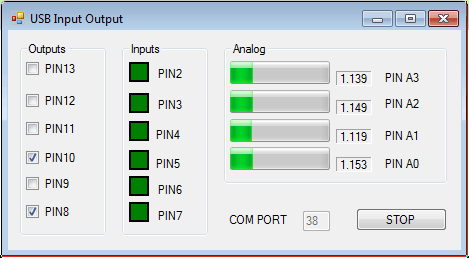 USB Input Output
Outputs
PIN13
PIN12
PIN11
PIN10
PIN9
PIN8
Inputs
PIN2
PIN3
PIN4
PIN5
PIN6
PIN7
Analog
1.139 PIN A3
1.149 PIN A2
1.119 PIN A1
1.153 PIN A0
COM PORT 38 STOP